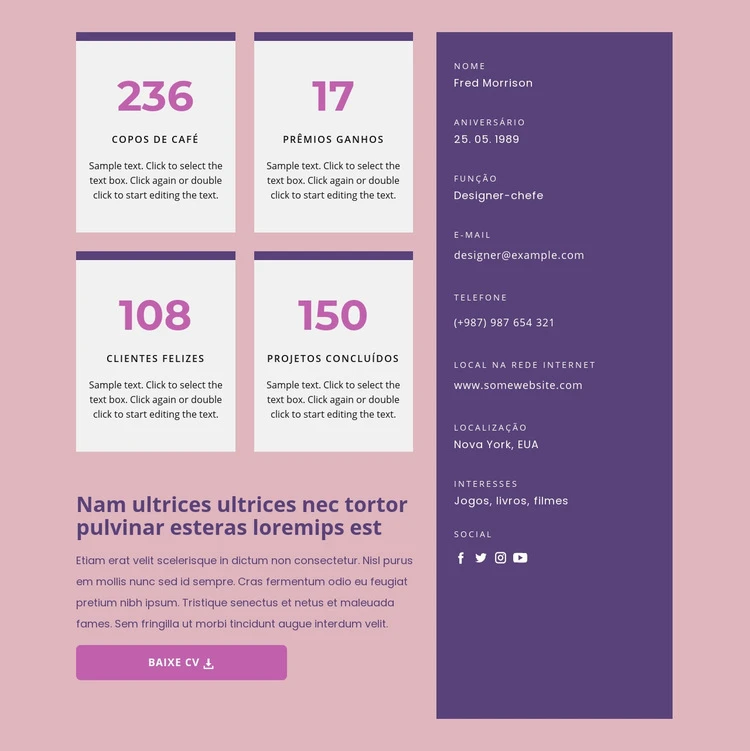 236
COPOS DE CAFÉ
Sample text. Click to select the
text box. Click again or double
click to start editing the text.
17
PRÊMIOS GANHOS
Sample text. Click to select the
text box. Click again or double
click to start editing the text.
108
CLIENTES FELIZES
Sample text. Click to select the
text box. Click again or double
click to start editing the text.
150
PROJETOS CONCLUÍDOS
Sample text. Click to select the
text box. Click again or double
click to start editing the text.
Nam ultrices ultrices nec tortor
pulvinar esteras loremips est
Etiam erat velit scelerisque in dictum non consectetur. Nisl purus
em mollis nunc sed id sempre. Cras fermentum odio eu feugiat
pretium nibh ipsum. Tristique senectus et netus et maleuada
fames. Sem fringilla ut morbi tincidunt augue interdum velit.
BAIXE CV
NOME
Fred Morrison
ANIVERSÁRIO
25. 05. 1989
FUNÇÃO
Designer-chefe
E-MAIL
designer@example.com
TELEFONE
(+987) 987 654 321
LOCAL NA REDE INTERNET
www.somewebsite.com
LOCALIZAÇÃO
Nova York, EUA
INTERESSES
Jogos, livros, filmes
SOCIAL